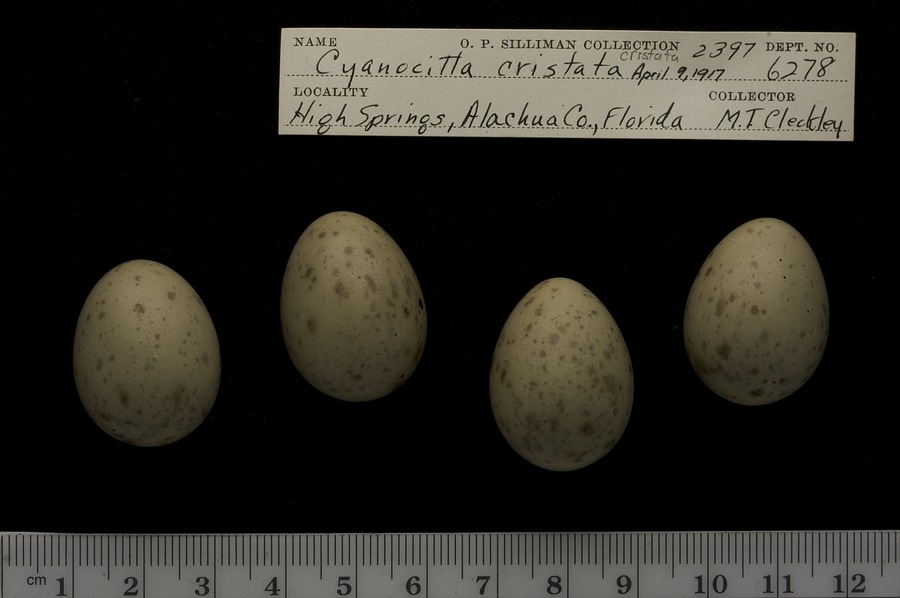 NAME O. P. SILLIMAN COLLECTION 2397 DEPT. NO.
Cyanocitta cristata cristata April 9, 1917 6278
LOCALITY COLLECTOR
High Springs, Alachua Co., Florida M.T. Cleckley
cm 1 2 3 4 5 6 7 8 9 10 11 12